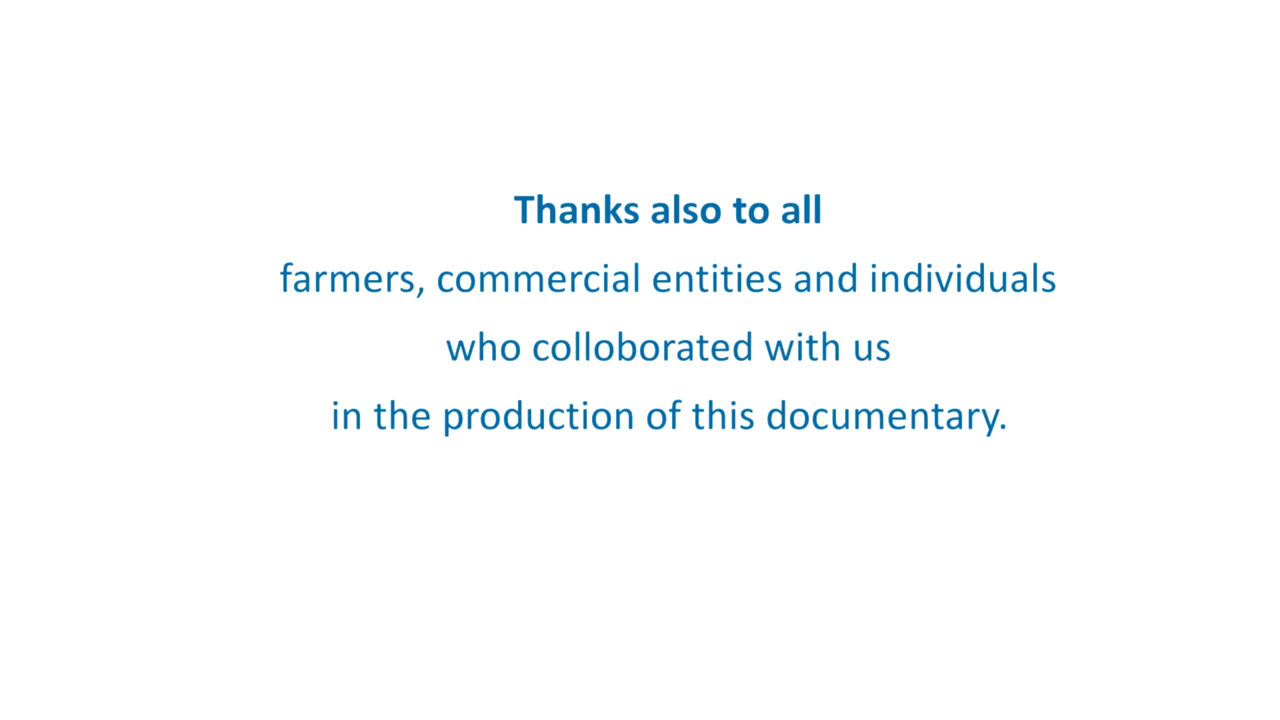 Thanks also to all
farmers, commercial entities and individuals
who colloborated with us
in the production of this documentary.